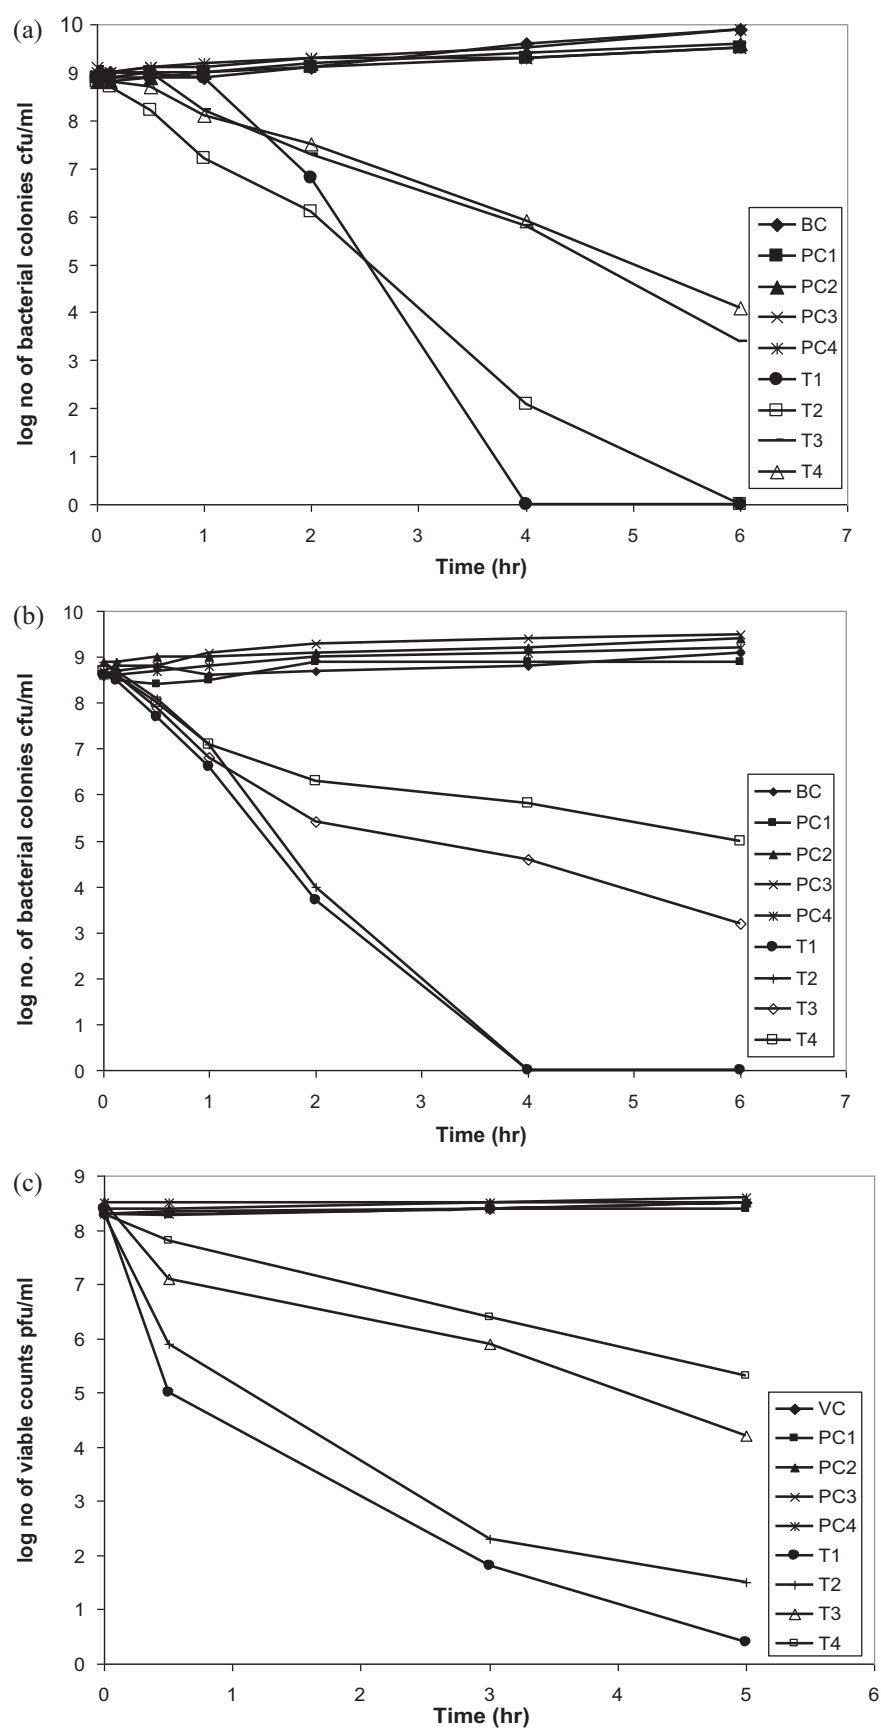 (a)
log no of bacterial colonies cfu/ml
10
9
8
7
6
5
4
3
2
1
0
0 1 2 3 4 5 6 7
Time (hr)
BC
PC1
PC2
PC3
PC4
T1
T2
T3
T4
(b)
log no. of bacterial colonies cfu/ml
10
9
8
7
6
5
4
3
2
1
0
0 1 2 3 4 5 6 7
Time (hr)
BC
PC1
PC2
PC3
PC4
T1
T2
T3
T4
(c)
log no of viable counts pfu/ml
9
8
7
6
5
4
3
2
1
0
0 1 2 3 4 5 6
Time (hr)
VC
PC1
PC2
PC3
PC4
T1
T2
T3
T4